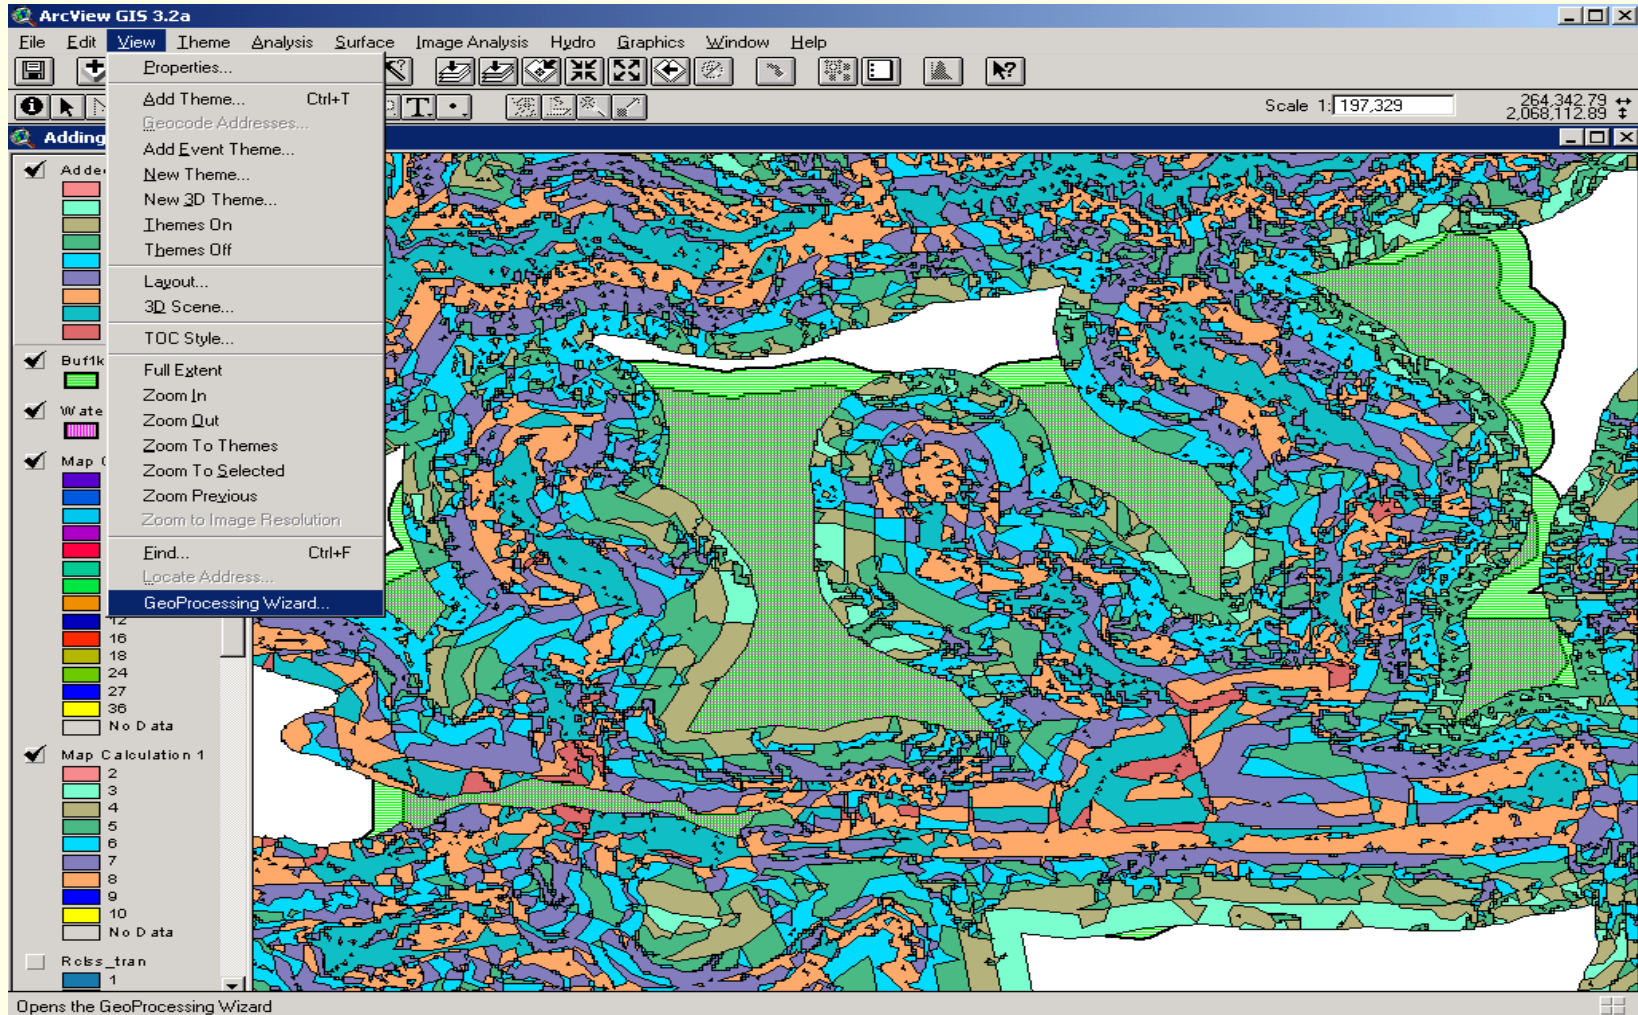 ArcView GIS 3.2a
File Edit View Theme Analysis Surface Image Analysis Hydro Graphics Window Help
Scale 1: 197,329
264,342.79
2,068,112.89
Adding
Properties...
Add Theme... Ctrl+T
Geocode Addresses...
Add Event Theme...
New Theme...
New 3D Theme...
Themes On
Themes Off
Layout...
3D Scene...
TOC Style...
Full Extent
Zoom In
Zoom Out
Zoom To Themes
Zoom To Selected
Zoom Previous
Zoom to Image Resolution
Find... Ctrl+F
Locate Address...
GeoProcessing Wizard...
Buf1k
Wate
Map
12
16
18
24
27
36
No Data
Map Calculation 1
2
3
4
5
6
7
8
9
10
No Data
Rclss_tran
1
Opens the GeoProcessing Wizard